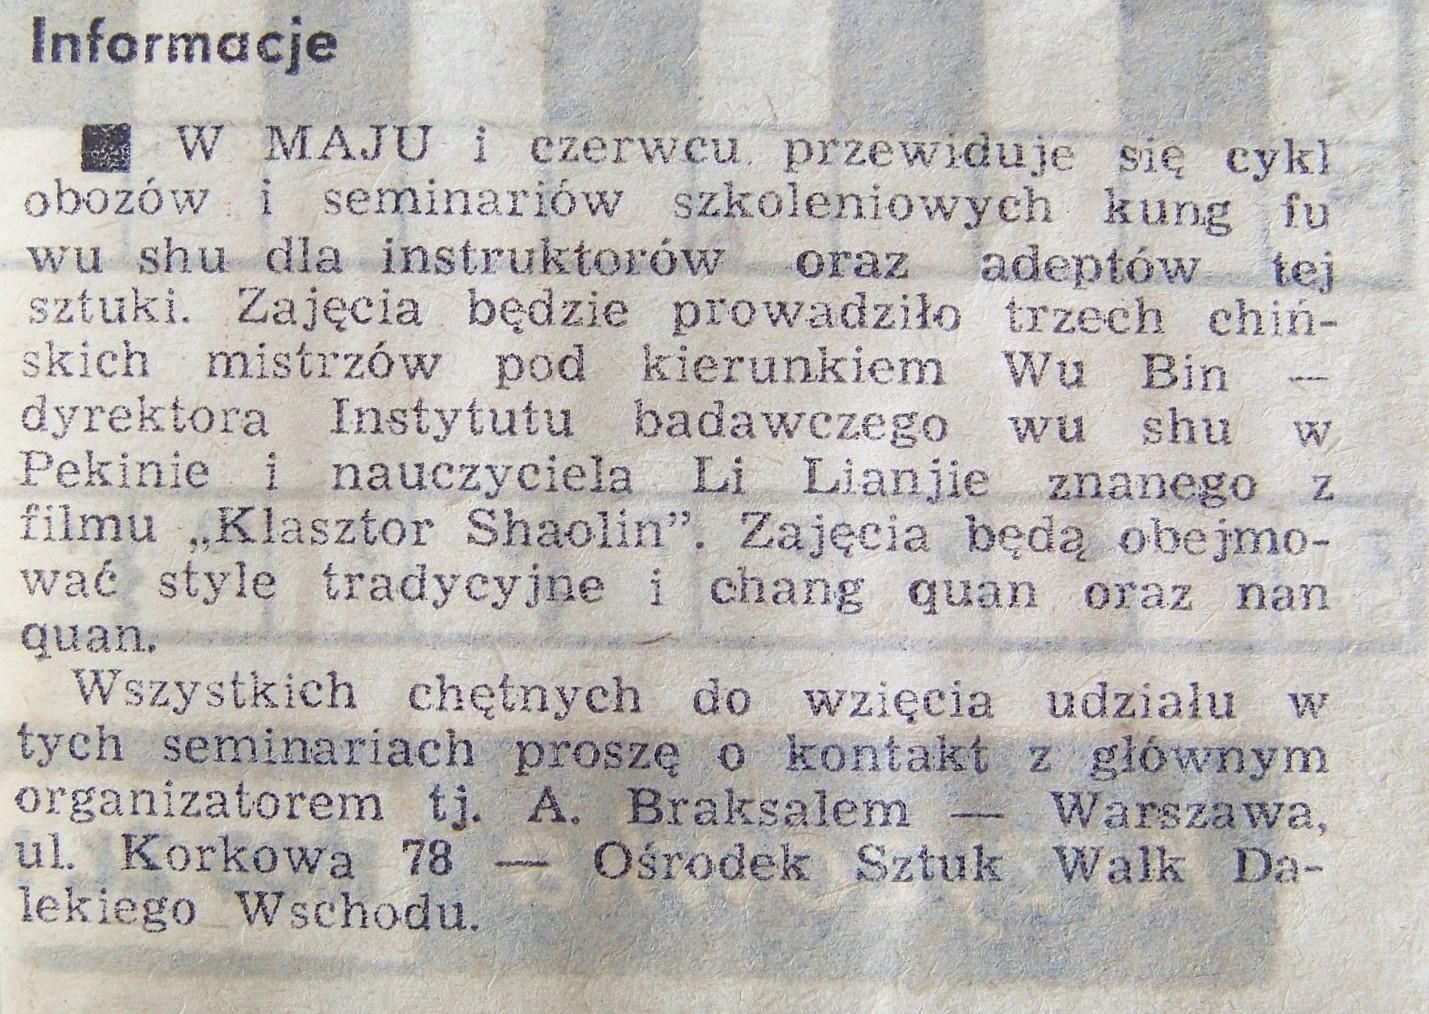 Informacje
■ W MAJU i czerwcu przewiduje się cykl
obozów i seminariów szkoleniowych kung fu
wu shu dla instruktorów oraz adeptów tej
sztuki. Zajęcia będzie prowadziło trzech chiń-
skich mistrzów pod kierunkiem Wu Bin —
dyrektora Instytutu badawczego wu shu w
Pekinie i nauczyciela Li Lianjie znanego z
filmu „Klasztor Shaolin”. Zajęcia będą obejmo-
wać style tradycyjne i chang quan oraz nan
quan.
Wszystkich chętnych do wzięcia udziału w
tych seminariach proszę o kontakt z głównym
organizatorem tj. A. Braksalem — Warszawa,
ul. Korkowa 78 — Ośrodek Sztuk Walk Da-
lekiego Wschodu.